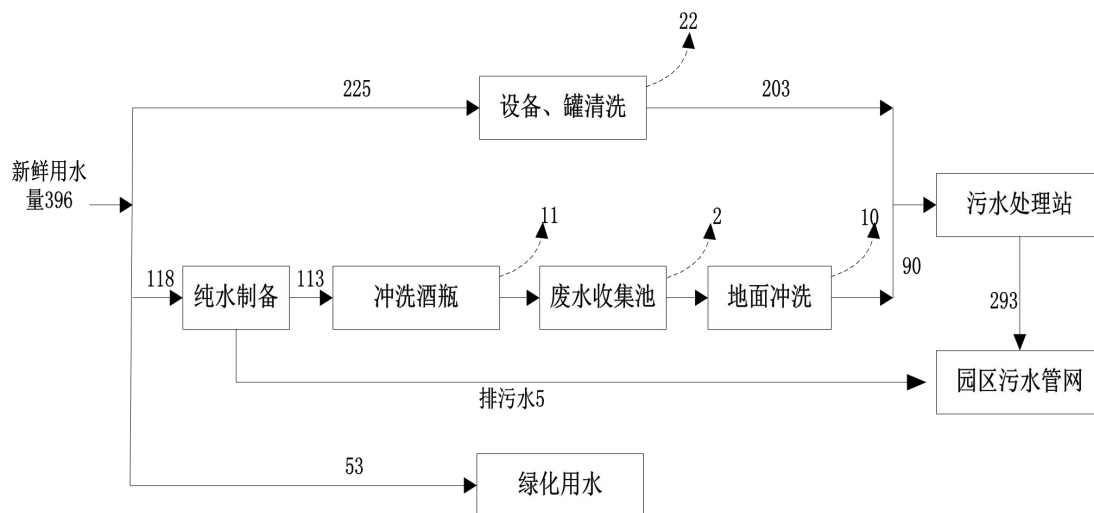 22
225
设备、罐清洗
203
新鲜用水
量396
污水处理站
11
2
10
118
纯水制备
113
冲洗酒瓶
废水收集池
地面冲洗
90
293
排污水5
园区污水管网
53
绿化用水